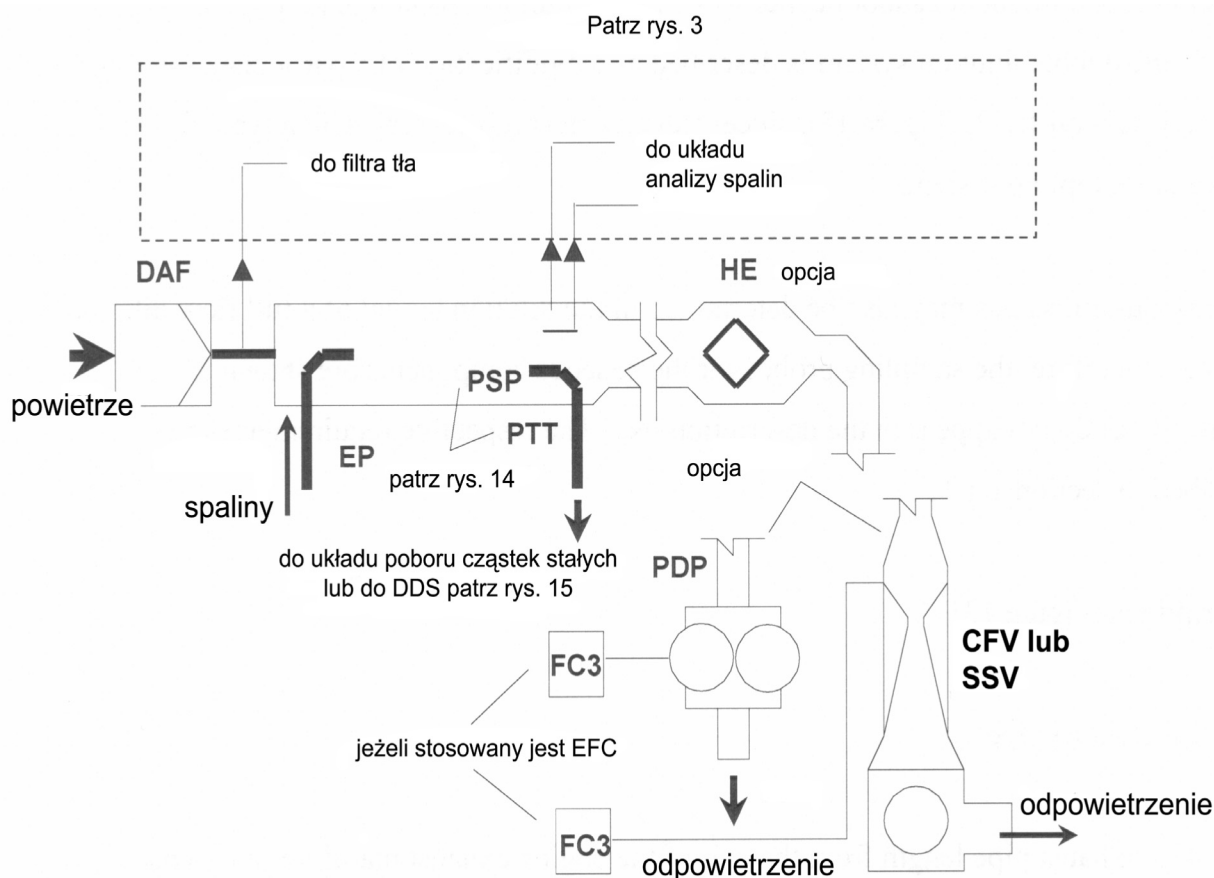 Patrz rys. 3
do filtra tła
do układu
analizy spalin
DAF
HE opcja
powietrze
PSP
PTT
EP
patrz rys. 14
opcja
spaliny
do układu poboru cząstek stałych
lub do DDS patrz rys. 15
PDP
CFV lub
SSV
FC3
jeżeli stosowany jest EFC
FC3
odpowietrzenie
odpowietrzenie